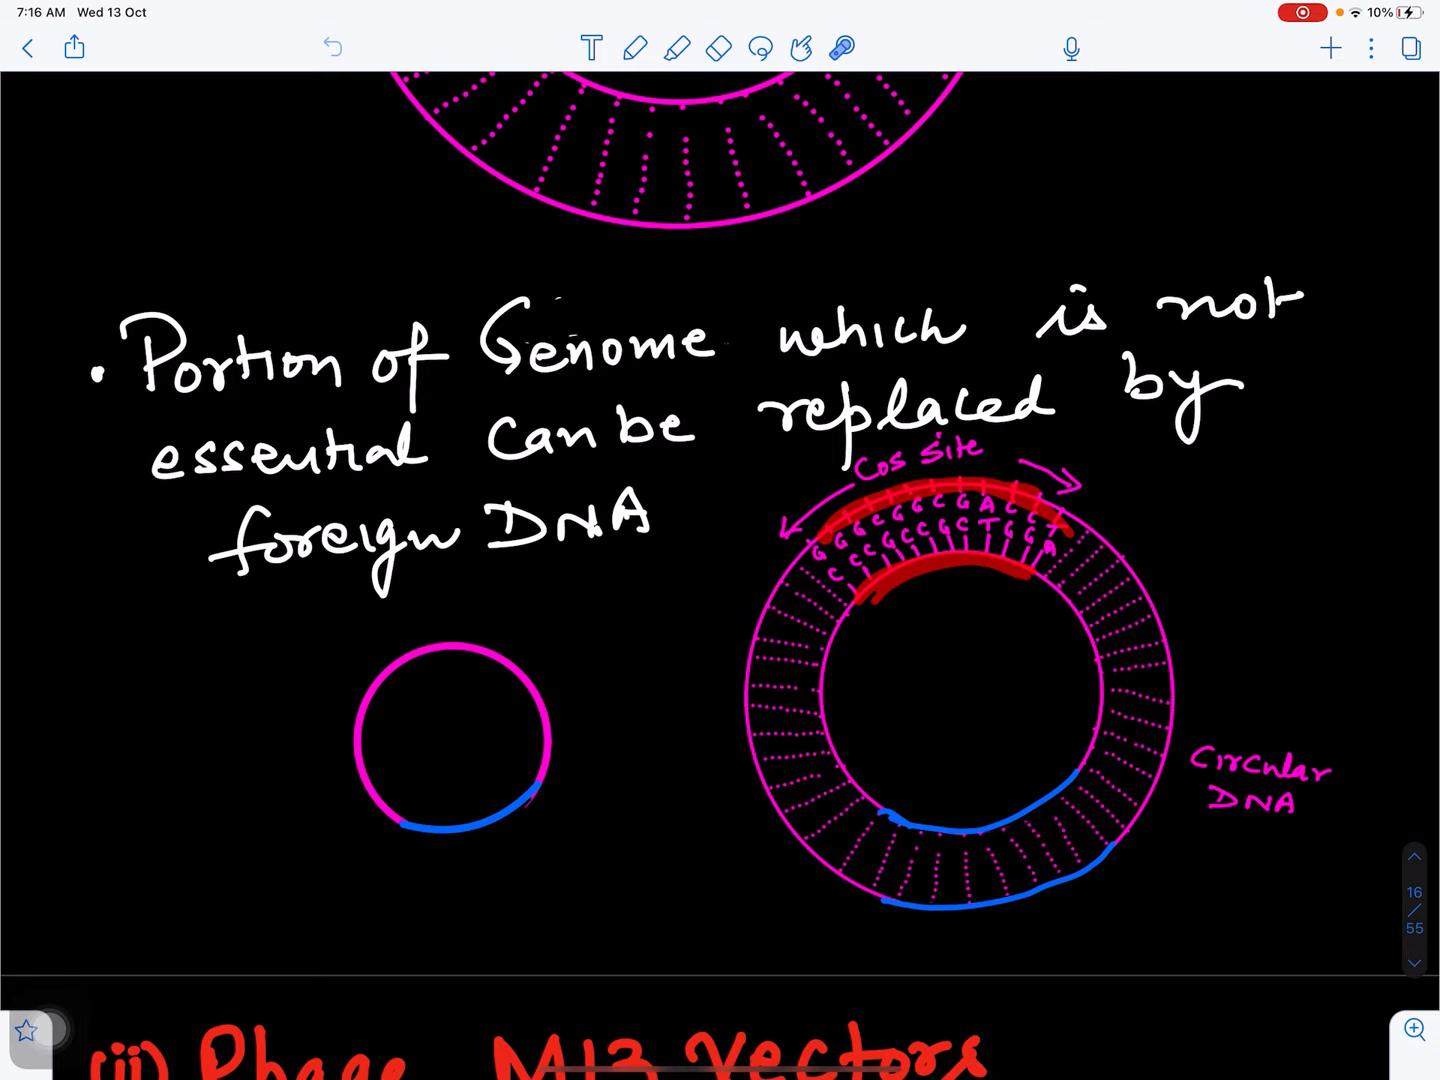 7:16 AM Wed 13 Oct
10%
T
• Portion of Genome which is not
essential can be replaced by
foreign DNA
Cos site
G G G C G G C G A C C T
C C C G C C G C T G G A
Circular
DNA
16
/
55
(ii) Phage M13 Vectors